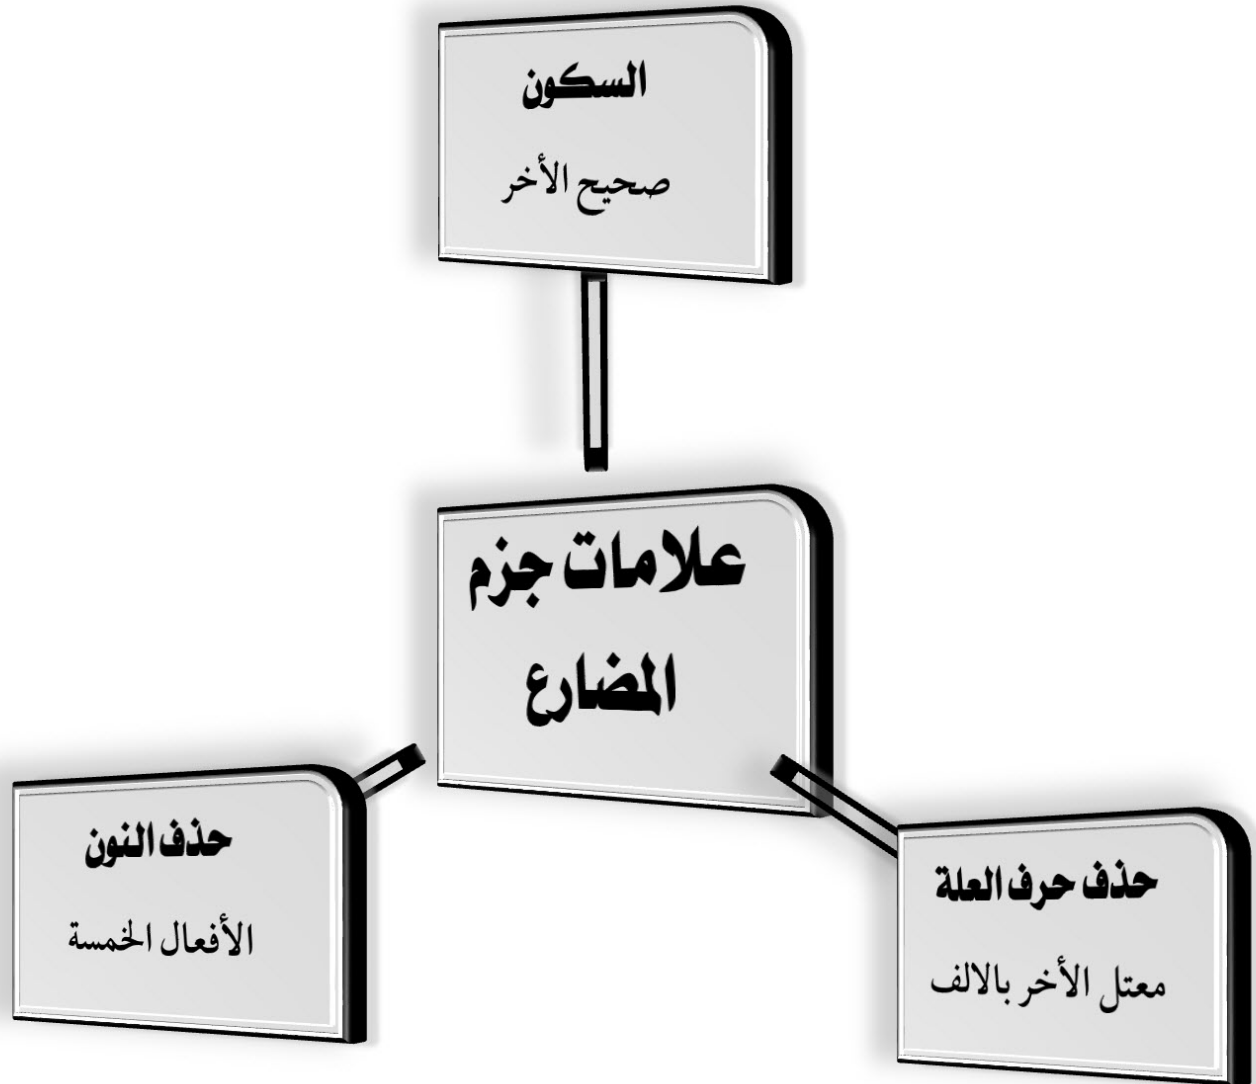 السكون
صحيح الأخر
علامات جزم
المضارع
حذف النون
الأفعال الخمسة
حذف حرف العلة
معتل الأخر بالالف